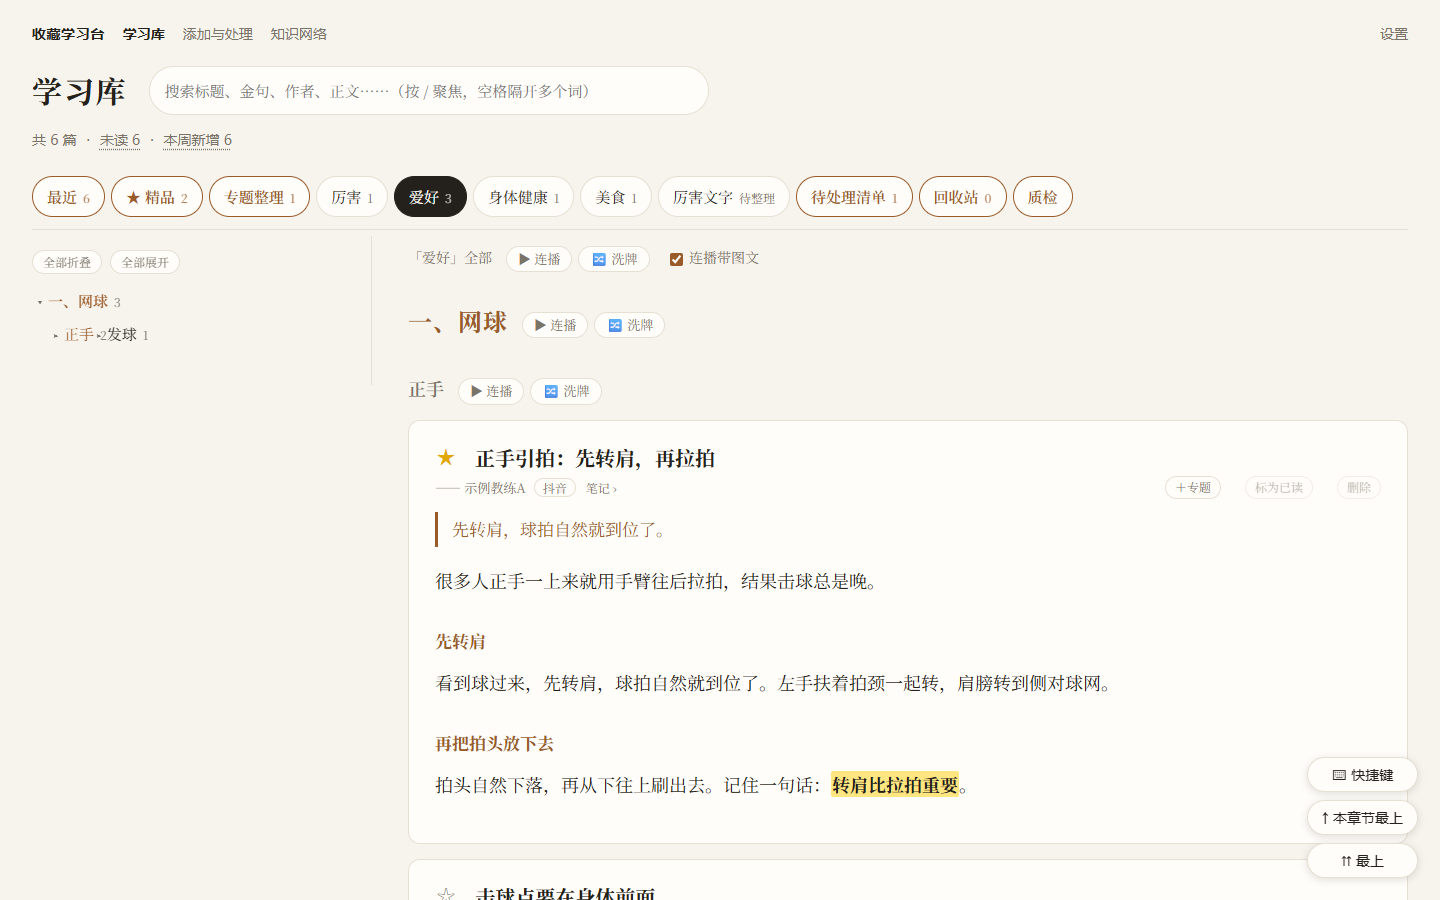 收藏学习台 学习库 添加与处理 知识网络 设置
学习库 搜索标题、金句、作者、正文……（按 / 聚焦，空格隔开多个词）
共 6 篇 · 未读 6 · 本周新增 6
最近 6 ★ 精品 2 专题整理 1 厉害 1 爱好 3 身体健康 1 美食 1 厉害文字 待整理 待处理清单 1 回收站 0 质检
全部折叠 全部展开
▾ 一、网球 3
▸ 正手 2 ▸ 发球 1
「爱好」全部 ▶ 连播 🔀 洗牌 连播带图文
一、网球 ▶ 连播 🔀 洗牌
正手 ▶ 连播 🔀 洗牌
★ 正手引拍：先转肩，再拉拍
—— 示例教练A 抖音 笔记 › ＋专题 标为已读 删除
先转肩，球拍自然就到位了。
很多人正手一上来就用手臂往后拉拍，结果击球总是晚。
先转肩
看到球过来，先转肩，球拍自然就到位了。左手扶着拍颈一起转，肩膀转到侧对球网。
再把拍头放下去
拍头自然下落，再从下往上刷出去。记住一句话：转肩比拉拍重要。
☆ 击球点要在身体前面
⌨ 快捷键
↑ 本章节最上
⇈ 最上